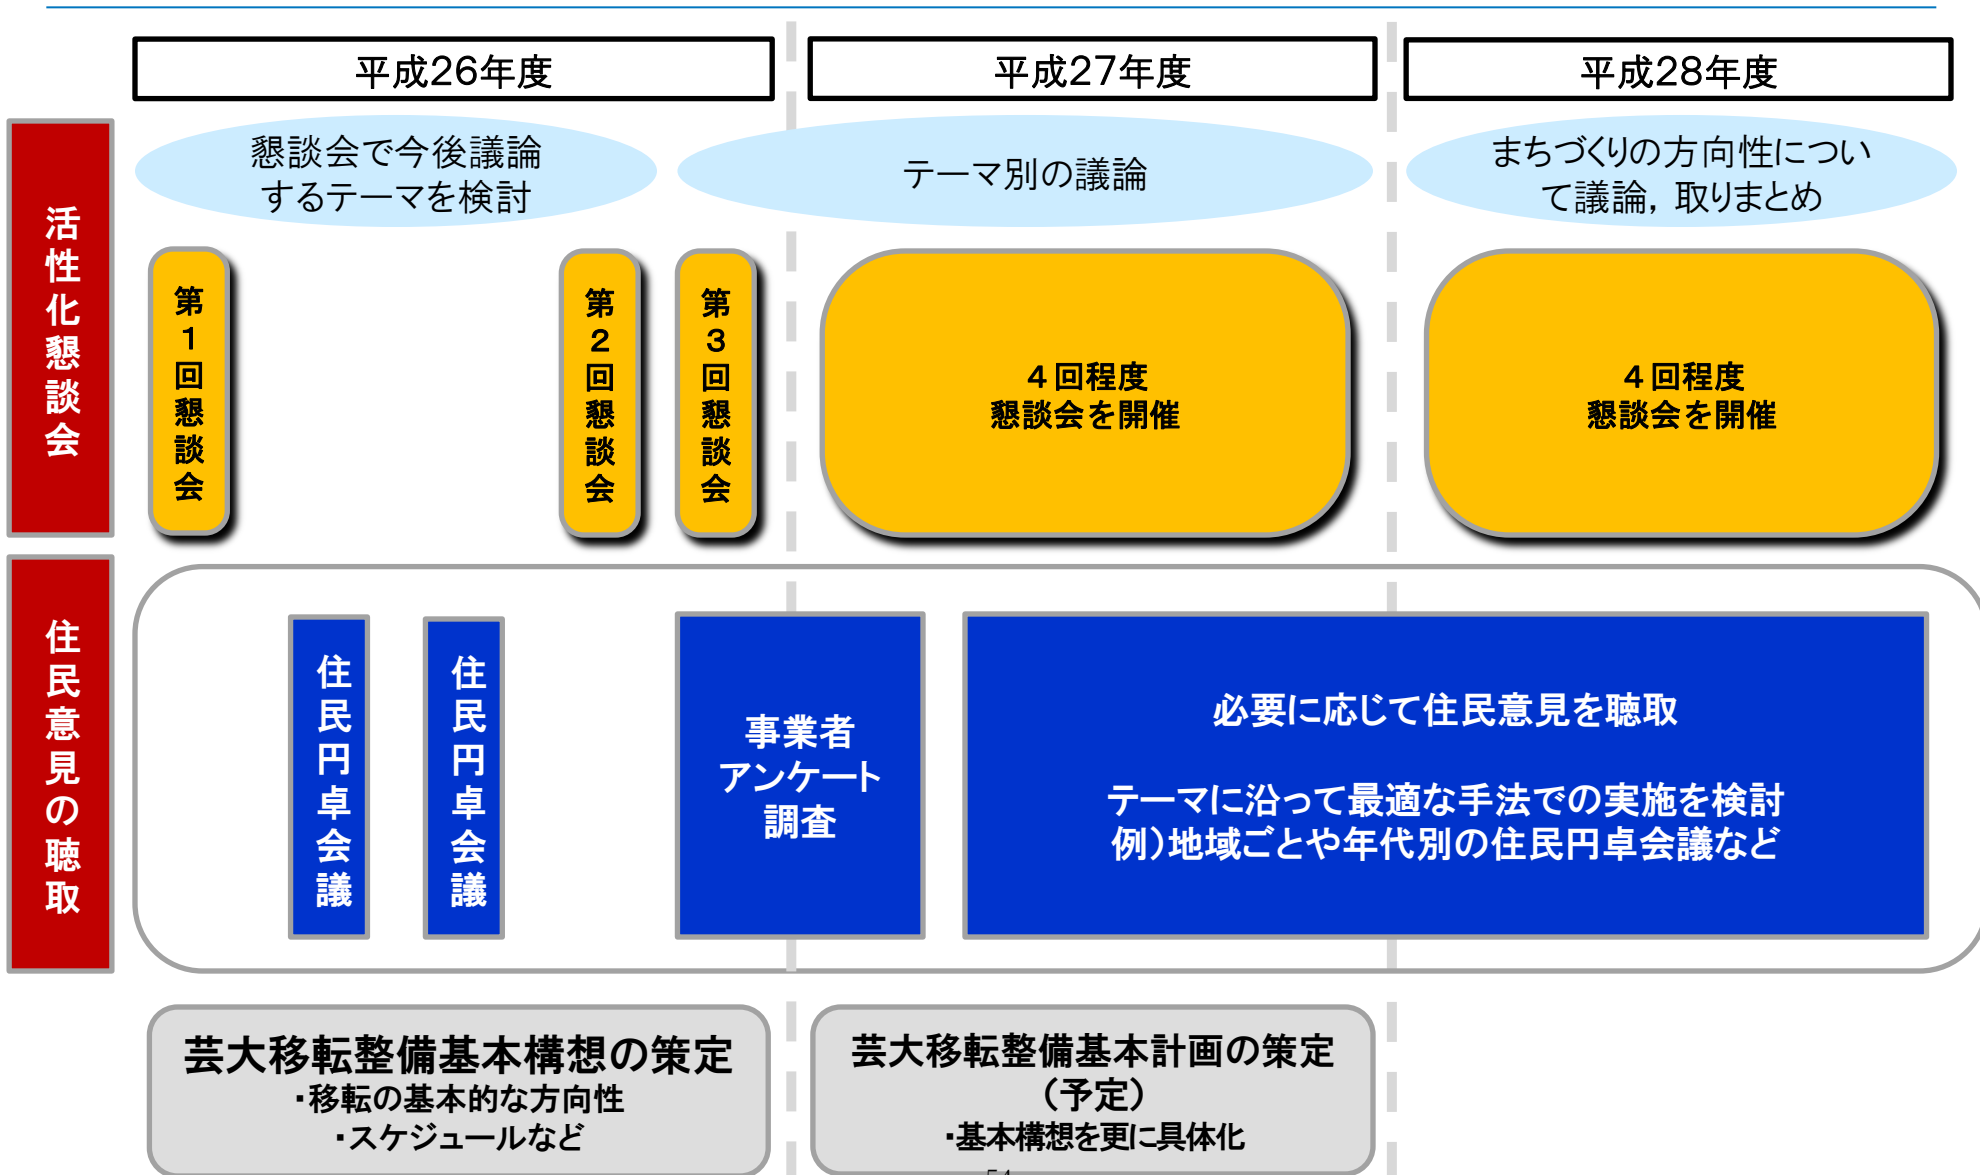 平成26年度
平成27年度
平成28年度
活性化懇談会
懇談会で今後議論
するテーマを検討
テーマ別の議論
まちづくりの方向性につい
て議論，取りまとめ
第1回懇談会
第2回懇談会
第3回懇談会
4回程度
懇談会を開催
4回程度
懇談会を開催
住民意見の聴取
住民円卓会議
住民円卓会議
事業者
アンケート
調査
必要に応じて住民意見を聴取
テーマに沿って最適な手法での実施を検討
例）地域ごとや年代別の住民円卓会議など
芸大移転整備基本構想の策定
・移転の基本的な方向性
・スケジュールなど
芸大移転整備基本計画の策定
（予定）
・基本構想を更に具体化